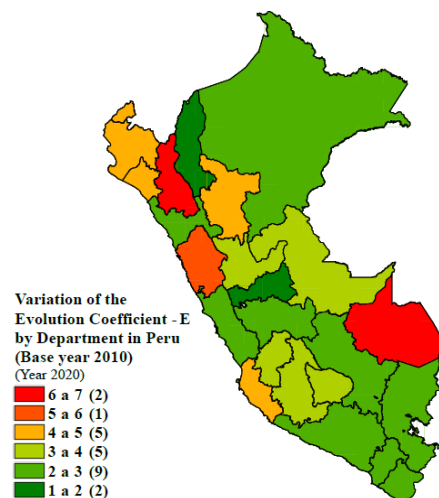 Variation of the
Evolution Coefficient - E
by Department in Peru
(Base year 2010)
(Year 2020)
6 a 7 (2)
5 a 6 (1)
4 a 5 (5)
3 a 4 (5)
2 a 3 (9)
1 a 2 (2)